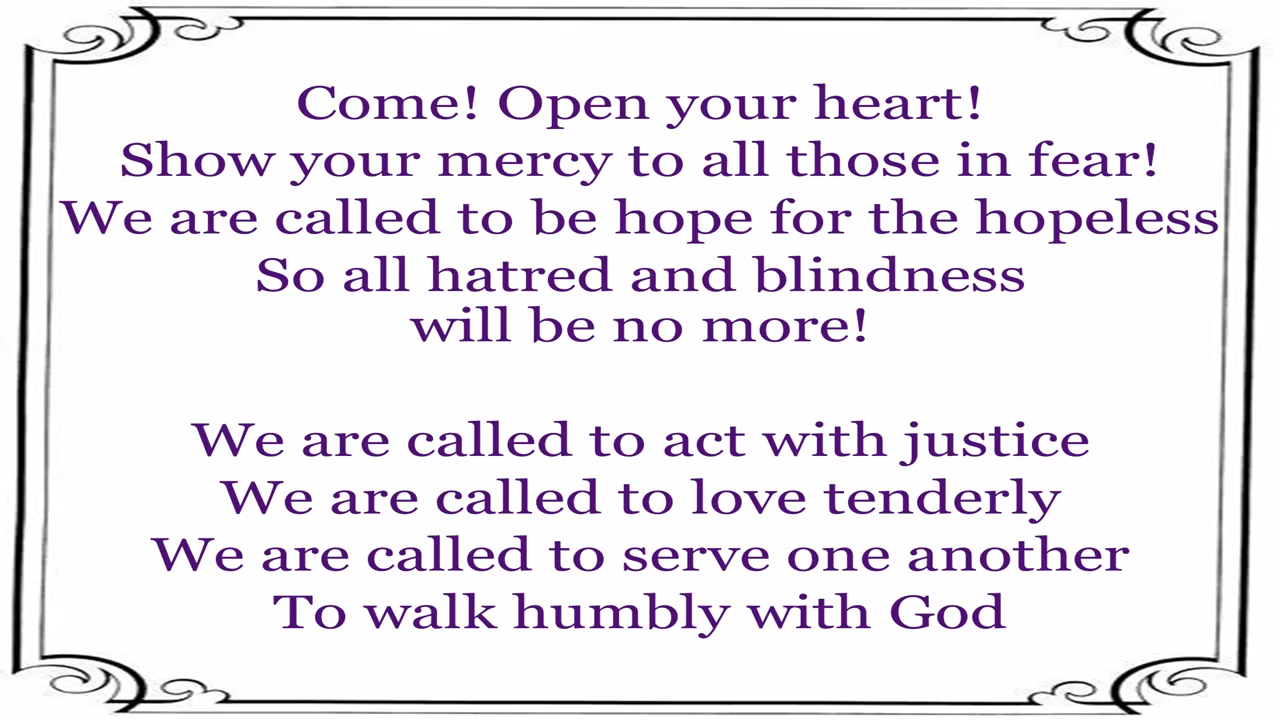 Come! Open your heart!
Show your mercy to all those in fear!
We are called to be hope for the hopeless
So all hatred and blindness
will be no more!
We are called to act with justice
We are called to love tenderly
We are called to serve one another
To walk humbly with God